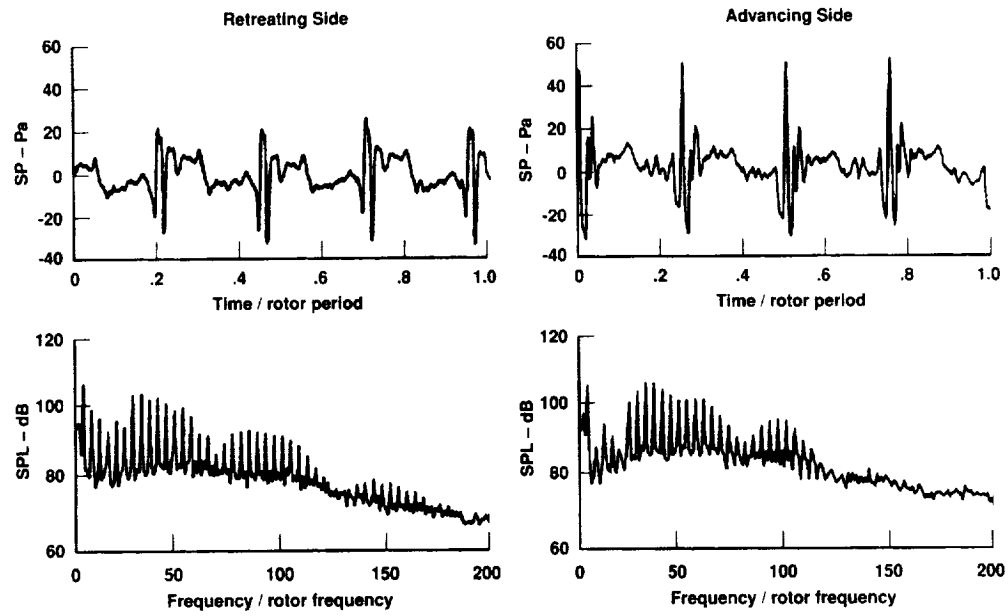 Retreating Side
Advancing Side
60
40
20
0
-20
-40
SP – Pa
0 .2 .4 .6 .8 1.0
Time / rotor period
60
40
20
0
-20
-40
SP – Pa
0 .2 .4 .6 .8 1.0
Time / rotor period
120
100
80
60
SPL – dB
0 50 100 150 200
Frequency / rotor frequency
120
100
80
60
SPL – dB
0 50 100 150 200
Frequency / rotor frequency